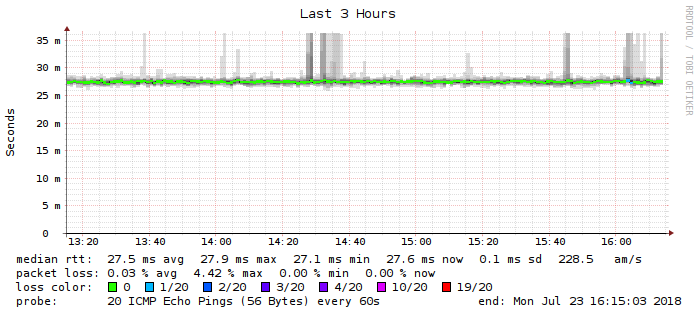 Last 3 Hours
RRDTOOL / TOBI OETIKER
Seconds
35 m
30 m
25 m
20 m
15 m
10 m
5 m
0
13:20 13:40 14:00 14:20 14:40 15:00 15:20 15:40 16:00
median rtt: 27.5 ms avg 27.9 ms max 27.1 ms min 27.6 ms now 0.1 ms sd 228.5 am/s
packet loss: 0.03 % avg 4.42 % max 0.00 % min 0.00 % now
loss color: 0 1/20 2/20 3/20 4/20 10/20 19/20
probe: 20 ICMP Echo Pings (56 Bytes) every 60s end: Mon Jul 23 16:15:03 2018